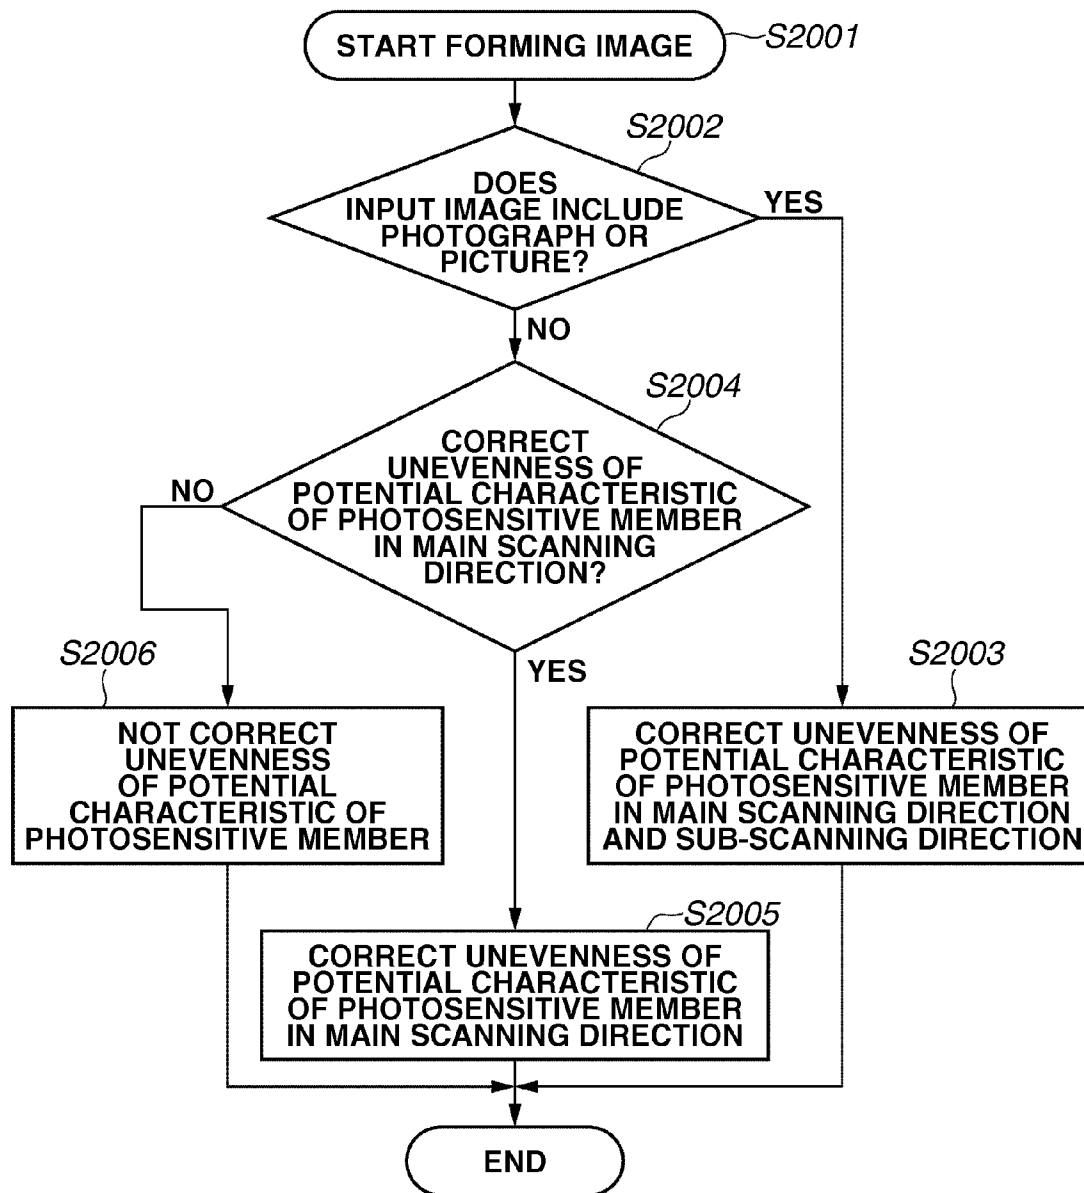 START FORMING IMAGE
S2001
S2002
DOES
INPUT IMAGE INCLUDE
PHOTOGRAPH OR
PICTURE?
YES
NO
S2004
CORRECT
UNEVENNESS OF
POTENTIAL CHARACTERISTIC
OF PHOTOSENSITIVE MEMBER
IN MAIN SCANNING
DIRECTION?
NO
YES
S2006
NOT CORRECT
UNEVENNESS
OF POTENTIAL
CHARACTERISTIC OF
PHOTOSENSITIVE MEMBER
S2003
CORRECT UNEVENNESS OF
POTENTIAL CHARACTERISTIC
OF PHOTOSENSITIVE MEMBER
IN MAIN SCANNING DIRECTION
AND SUB-SCANNING DIRECTION
S2005
CORRECT UNEVENNESS OF
POTENTIAL CHARACTERISTIC
OF PHOTOSENSITIVE MEMBER
IN MAIN SCANNING DIRECTION
END